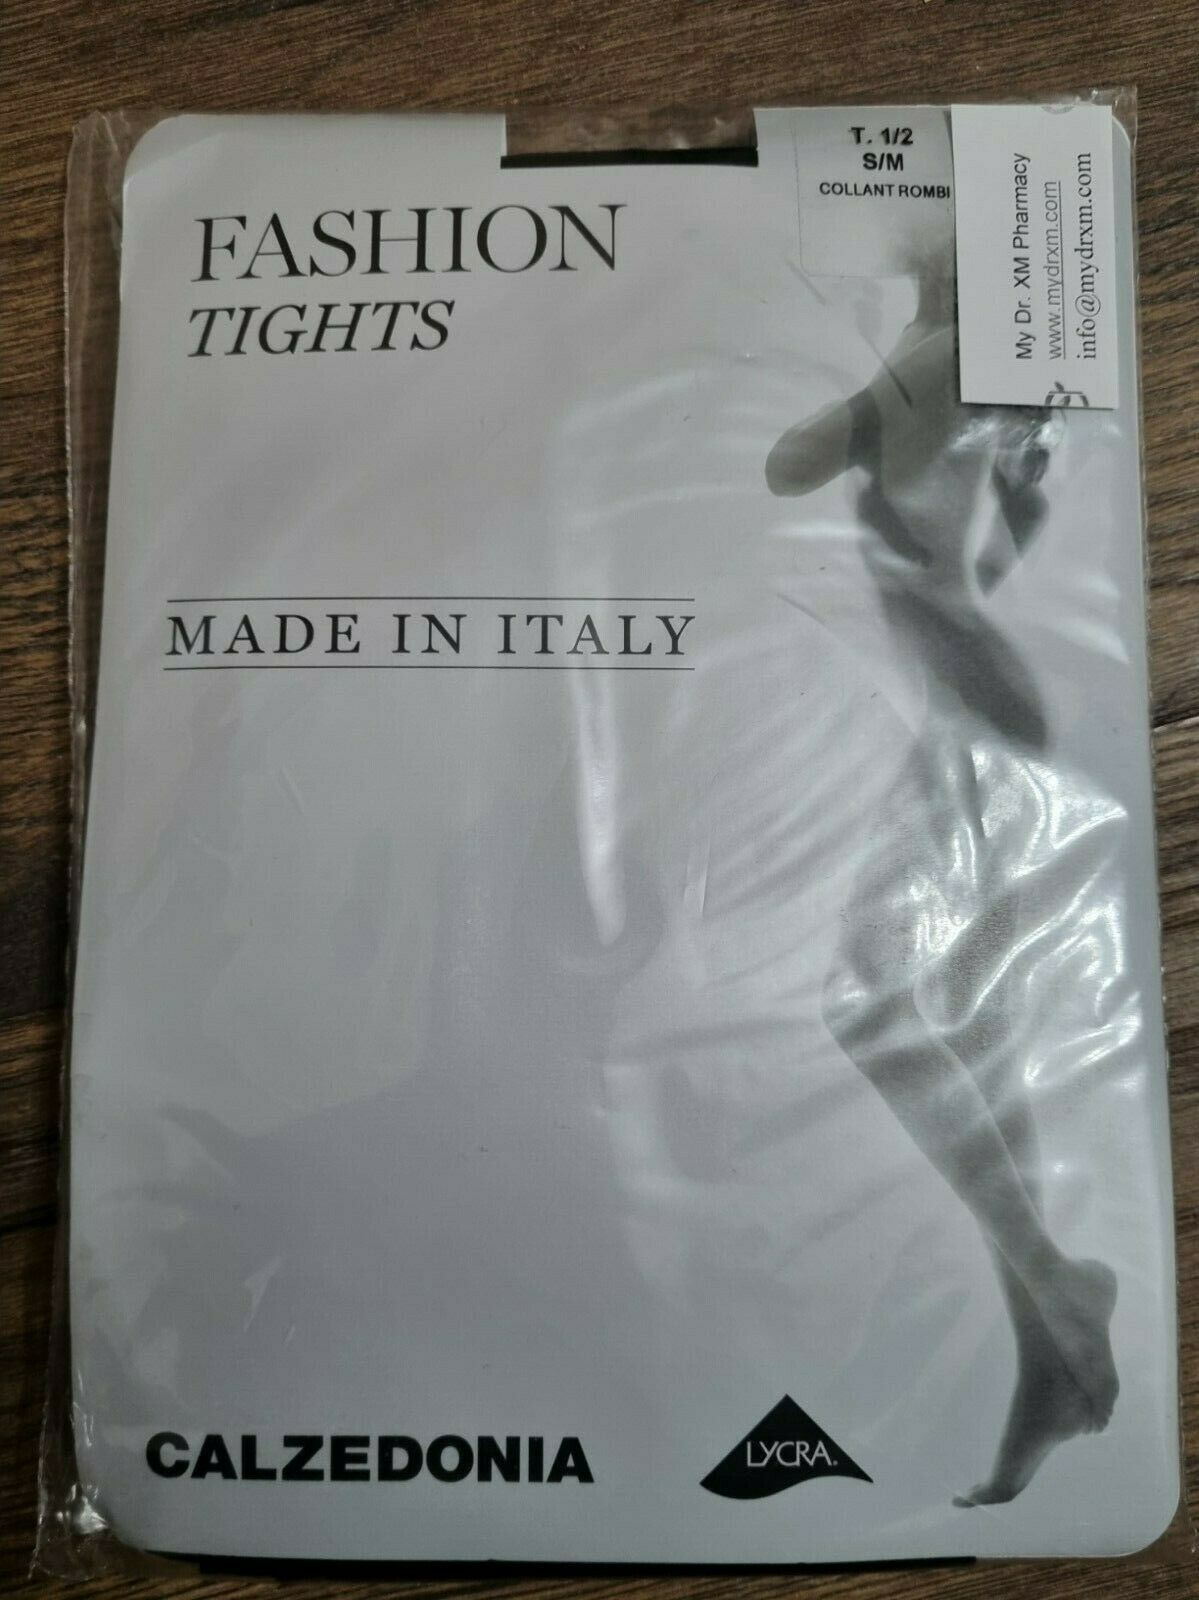 T. 1/2
S/M
COLLANT ROMBI
My Dr. XM Pharmacy
www.mydrxm.com
info@mydrxm.com
FASHION
TIGHTS
MADE IN ITALY
CALZEDONIA
LYCRA®